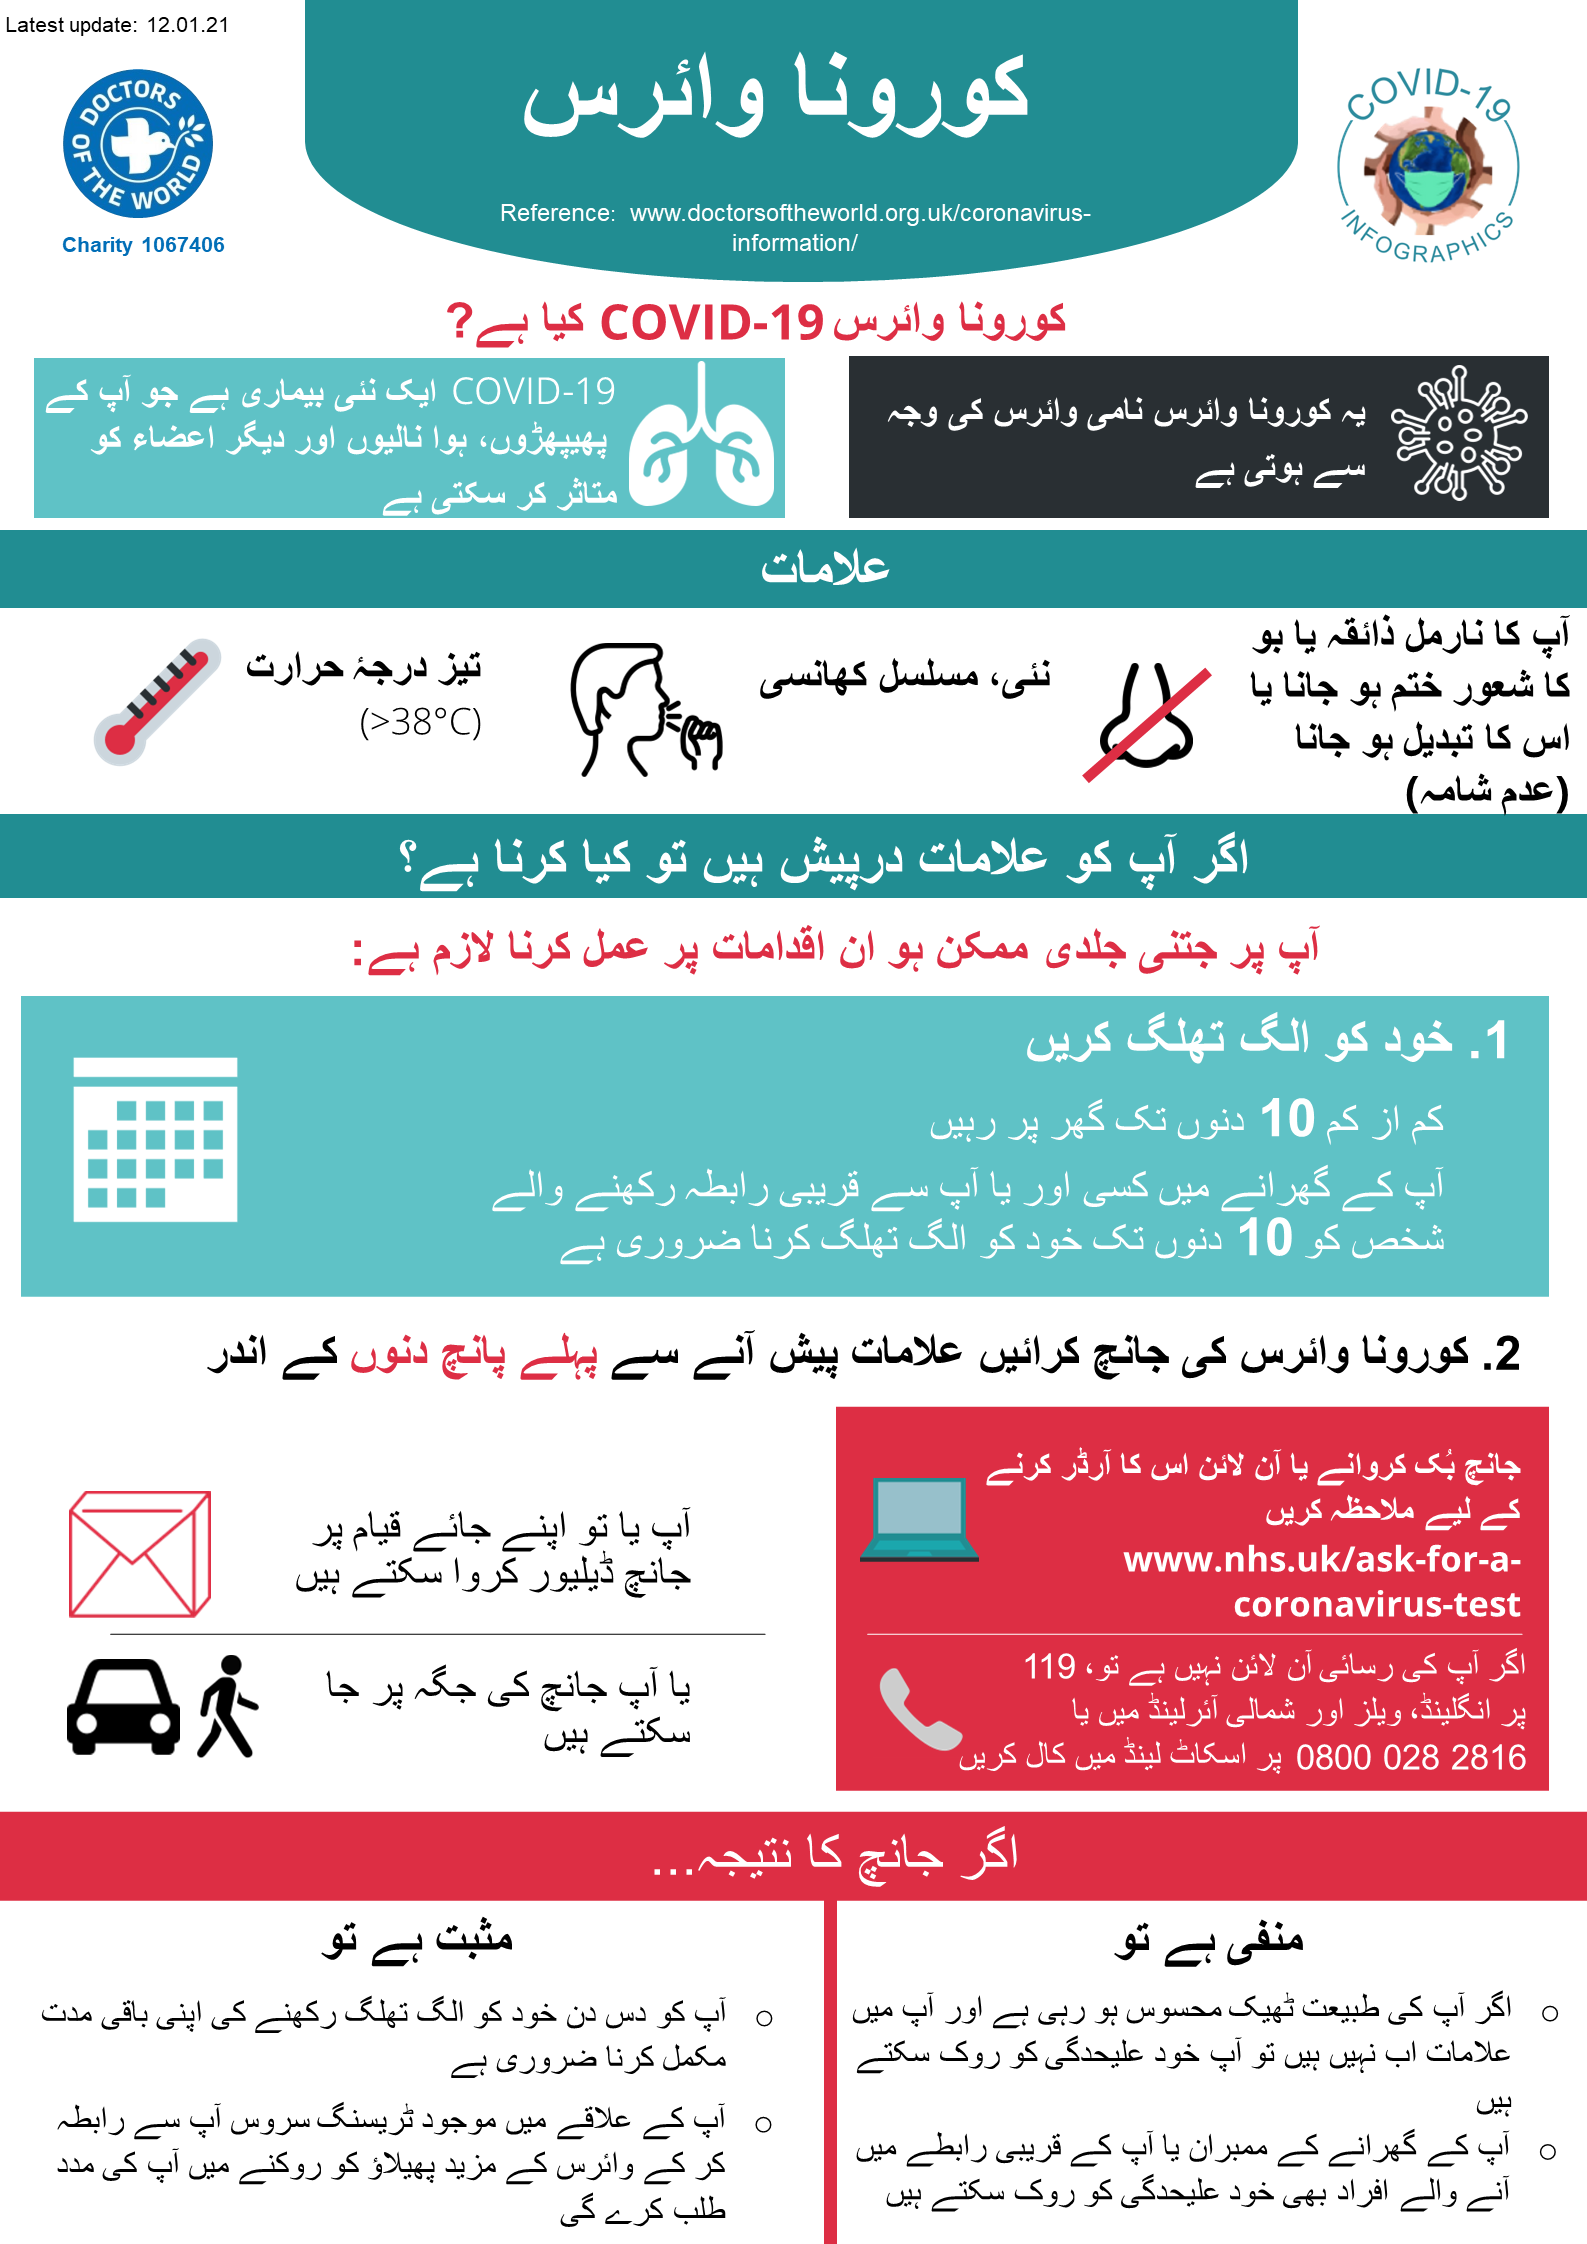 Latest update: 12.01.21
DOCTORS OF THE WORLD
Charity 1067406
کورونا وائرس
Reference: www.doctorsoftheworld.org.uk/coronavirus-
information/
COVID-19
INFOGRAPHICS
کورونا وائرس COVID-19 کیا ہے؟
یہ کورونا وائرس نامی وائرس کی وجہ
سے ہوتی ہے
COVID-19 ایک نئی بیماری ہے جو آپ کے
پھیپھڑوں، ہوا نالیوں اور دیگر اعضاء کو
متاثر کر سکتی ہے
علامات
آپ کا نارمل ذائقہ یا بو
کا شعور ختم ہو جانا یا
اس کا تبدیل ہو جانا
(عدم شامہ)
نئی، مسلسل کھانسی
تیز درجۂ حرارت
(>38°C)
اگر آپ کو علامات درپیش ہیں تو کیا کرنا ہے؟
آپ پر جتنی جلدی ممکن ہو ان اقدامات پر عمل کرنا لازم ہے:
1. خود کو الگ تھلگ کریں
کم از کم 10 دنوں تک گھر پر رہیں
آپ کے گھرانے میں کسی اور یا آپ سے قریبی رابطہ رکھنے والے
شخص کو 10 دنوں تک خود کو الگ تھلگ کرنا ضروری ہے
2. کورونا وائرس کی جانچ کرائیں علامات پیش آنے سے پہلے پانچ دنوں کے اندر
جانچ بُک کروانے یا آن لائن اس کا آرڈر کرنے
کے لیے ملاحظہ کریں
www.nhs.uk/ask-for-a-
coronavirus-test
اگر آپ کی رسائی آن لائن نہیں ہے تو، 119
پر انگلینڈ، ویلز اور شمالی آئرلینڈ میں یا
0800 028 2816 پر اسکاٹ لینڈ میں کال کریں
آپ یا تو اپنے جائے قیام پر
جانچ ڈیلیور کروا سکتے ہیں
یا آپ جانچ کی جگہ پر جا
سکتے ہیں
اگر جانچ کا نتیجہ...
منفی ہے تو
○ اگر آپ کی طبیعت ٹھیک محسوس ہو رہی ہے اور آپ میں
علامات اب نہیں ہیں تو آپ خود علیحدگی کو روک سکتے
ہیں
○ آپ کے گھرانے کے ممبران یا آپ کے قریبی رابطے میں
آنے والے افراد بھی خود علیحدگی کو روک سکتے ہیں
مثبت ہے تو
○ آپ کو دس دن خود کو الگ تھلگ رکھنے کی اپنی باقی مدت
مکمل کرنا ضروری ہے
○ آپ کے علاقے میں موجود ٹریسنگ سروس آپ سے رابطہ
کر کے وائرس کے مزید پھیلاؤ کو روکنے میں آپ کی مدد
طلب کرے گی